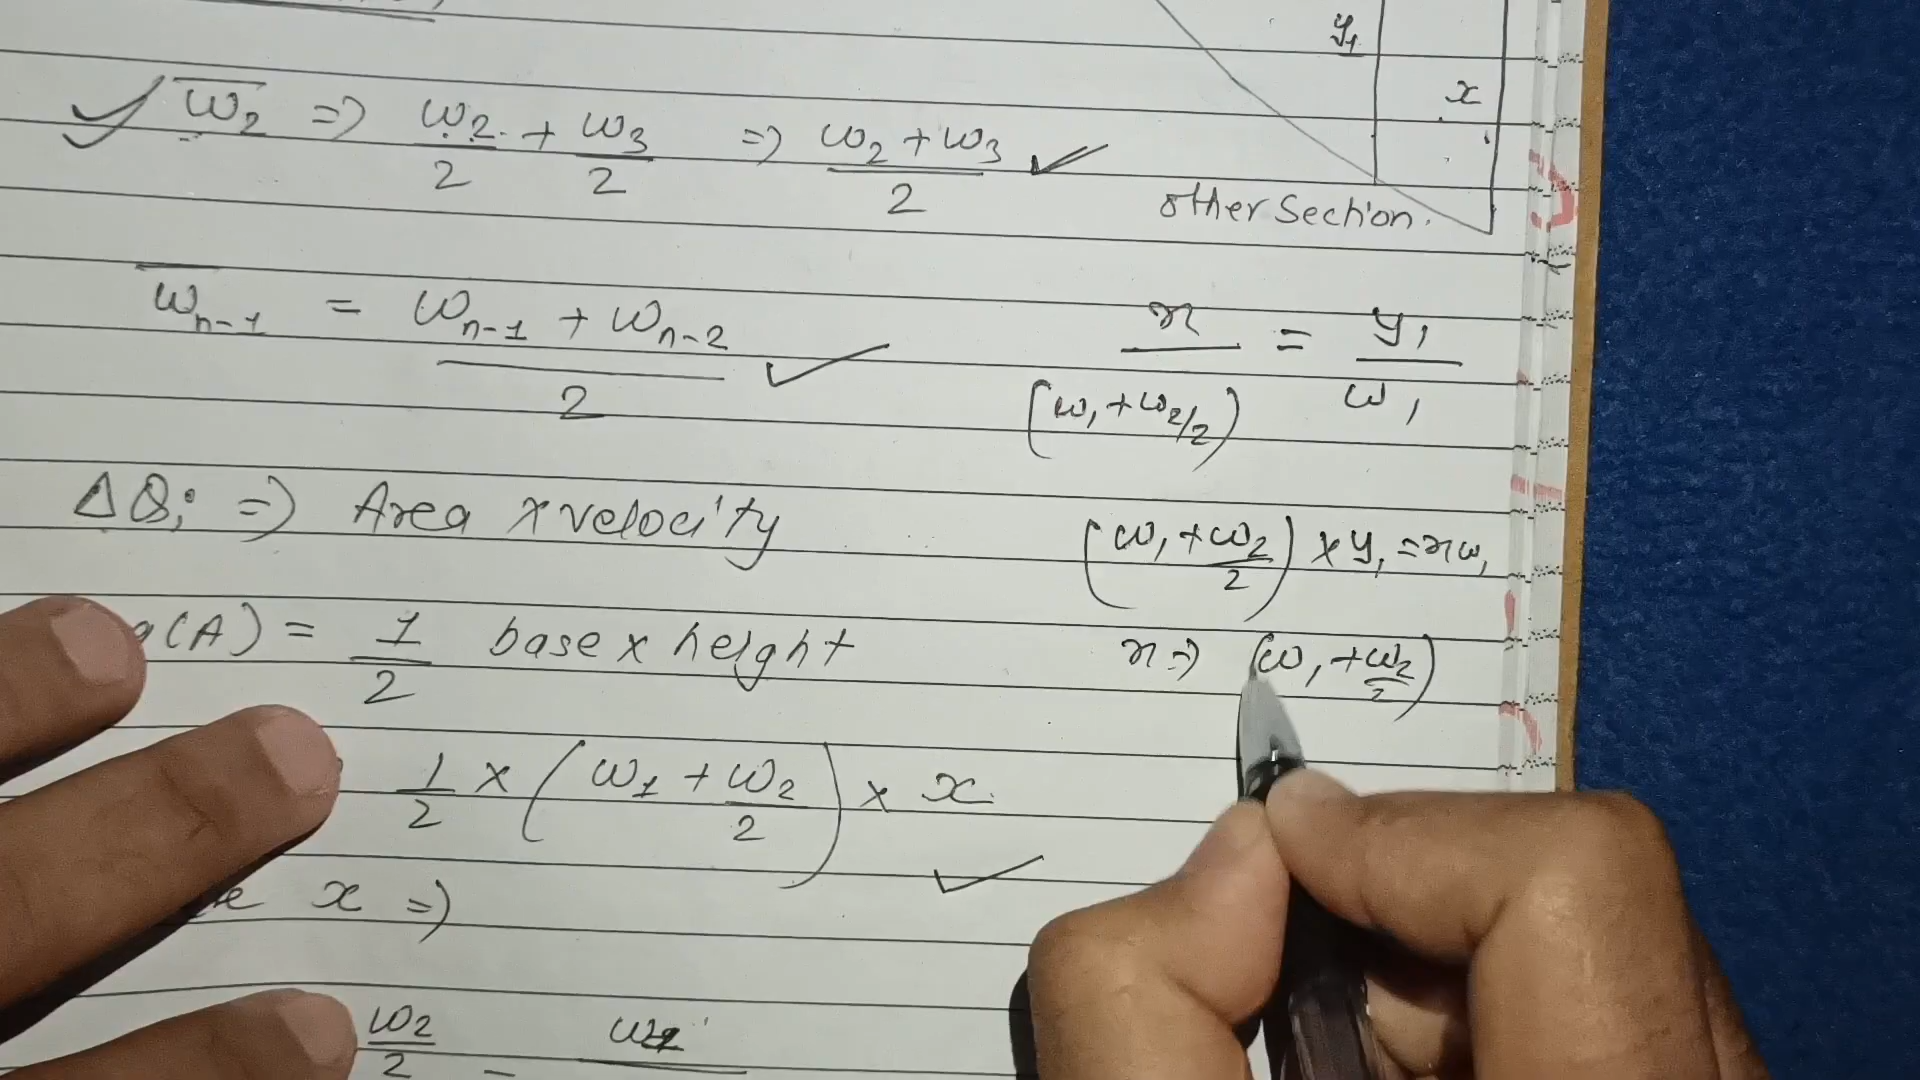 y₁
x
w̅₂ => w₂/2 + w₃/2 => (w₂ + w₃)/2
other Section.
w̅ₙ₋₁ = (wₙ₋₁ + wₙ₋₂)/2
x/(w₁ + w₂/2) = y₁/w₁
ΔQᵢ => Area x velocity
(w₁ + w₂/2) x y₁ = x w₁
(A) = 1/2 base x height
x => (w₁ + w₂/2)
1/2 x (w₁ + w₂/2) x x
x =>
w₂/2 -